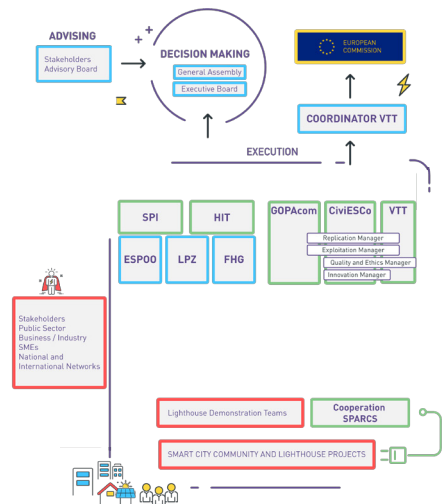 ADVISING
Stakeholders
Advisory Board
DECISION MAKING
General Assembly
Executive Board
EUROPEAN
COMMISSION
COORDINATOR VTT
EXECUTION
SPI
HIT
GOPAcom
CiviESCo
VTT
ESPOO
LPZ
FHG
Replication Manager
Exploitation Manager
Quality and Ethics Manager
Innovation Manager
Stakeholders
Public Sector
Business / Industry
SMEs
National and
International Networks
Lighthouse Demonstration Teams
Cooperation
SPARCS
SMART CITY COMMUNITY AND LIGHTHOUSE PROJECTS